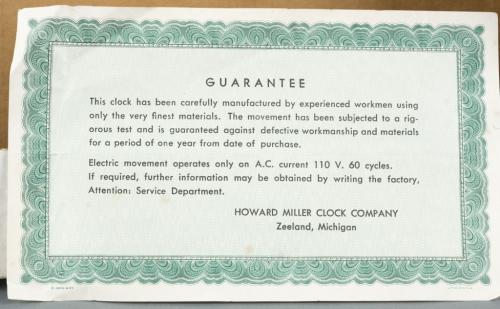 GUARANTEE
This clock has been carefully manufactured by experienced workmen using
only the very finest materials. The movement has been subjected to a rig-
orous test and is guaranteed against defective workmanship and materials
for a period of one year from date of purchase.
Electric movement operates only on A.C. current 110 V. 60 cycles.
If required, further information may be obtained by writing the factory,
Attention: Service Department.
HOWARD MILLER CLOCK COMPANY
Zeeland, Michigan